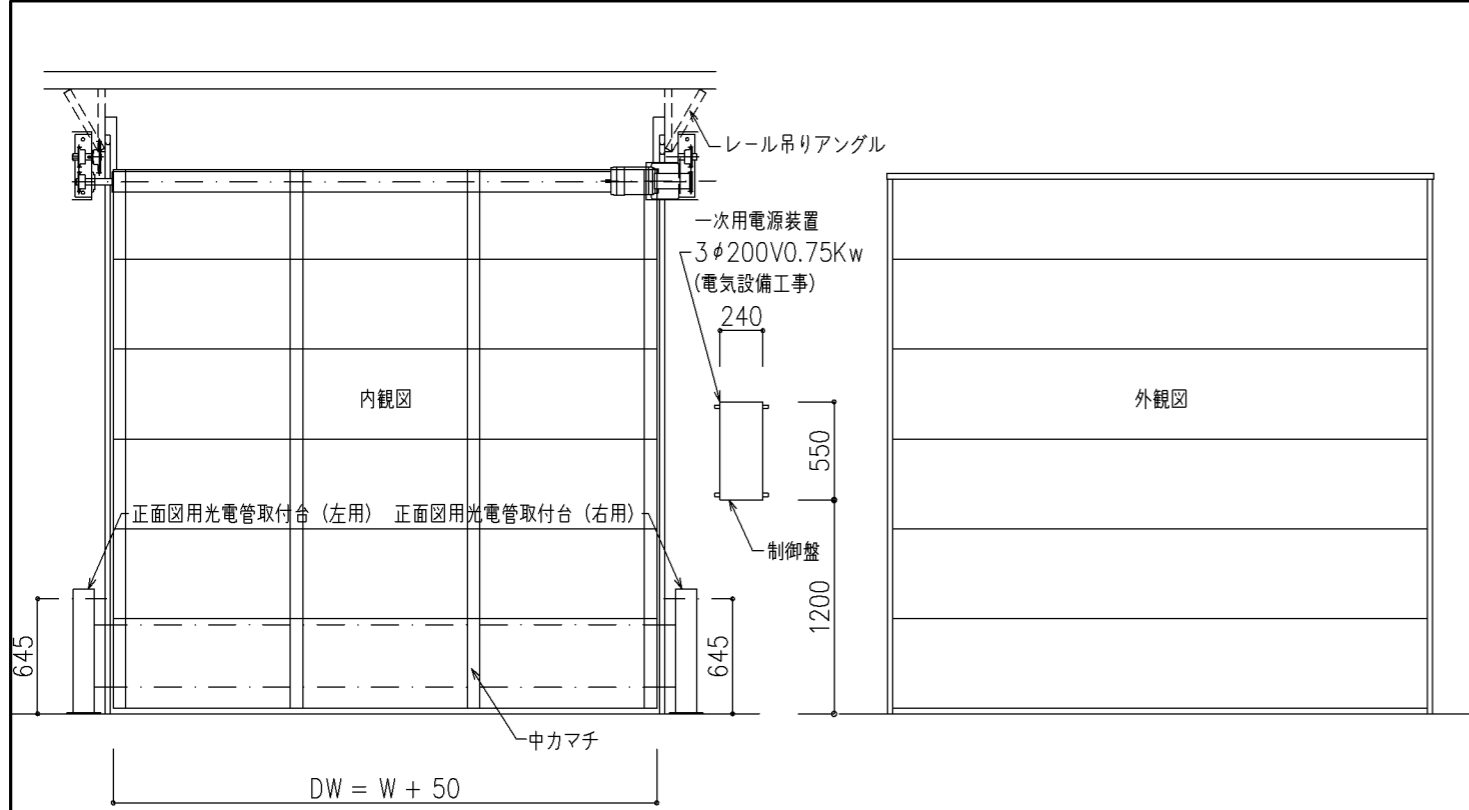 レール吊りアングル
一次用電源装置
3φ200V0.75Kw
(電気設備工事)
240
内観図
外観図
550
正面図用光電管取付台 (左用)
正面図用光電管取付台 (右用)
制御盤
1200
645
645
中カマチ
DW = W + 50